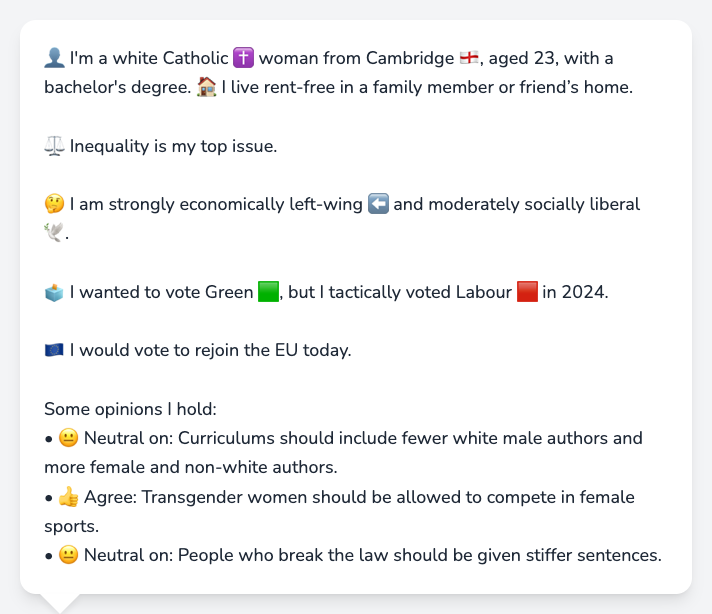 👤 I'm a white Catholic ✝️ woman from Cambridge 🏴󠁧󠁢󠁥󠁮󠁧󠁿, aged 23, with a
bachelor's degree. 🏠 I live rent-free in a family member or friend’s home.
⚖️ Inequality is my top issue.
🤔 I am strongly economically left-wing ⬅️ and moderately socially liberal
🕊️.
🗳️ I wanted to vote Green 🟩, but I tactically voted Labour 🟥 in 2024.
🇪🇺 I would vote to rejoin the EU today.
Some opinions I hold:
• 😐 Neutral on: Curriculums should include fewer white male authors and
more female and non-white authors.
• 👍 Agree: Transgender women should be allowed to compete in female
sports.
• 😐 Neutral on: People who break the law should be given stiffer sentences.